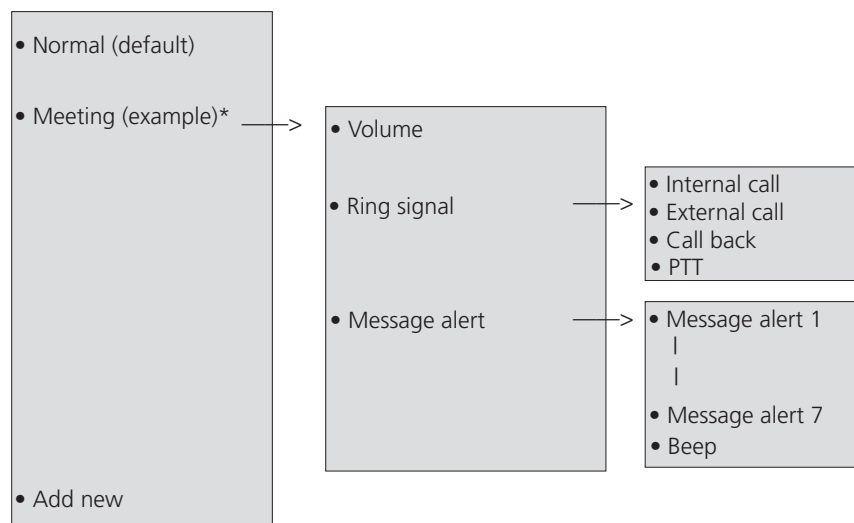 • Normal (default)
• Meeting (example)*
• Add new
• Volume
• Ring signal
• Message alert
• Internal call
• External call
• Call back
• PTT
• Message alert 1
|
|
• Message alert 7
• Beep